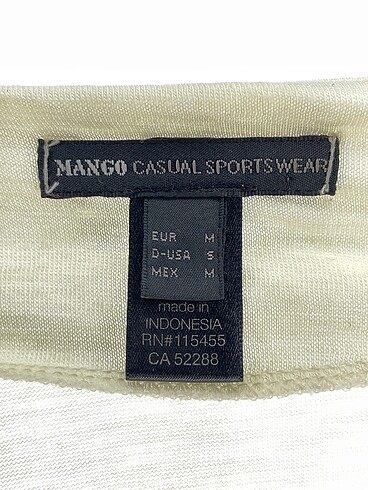 MANGO CASUAL SPORTSWEAR
EUR M
D-USA S
MEX M
made in
INDONESIA
RN#115455
CA 52288